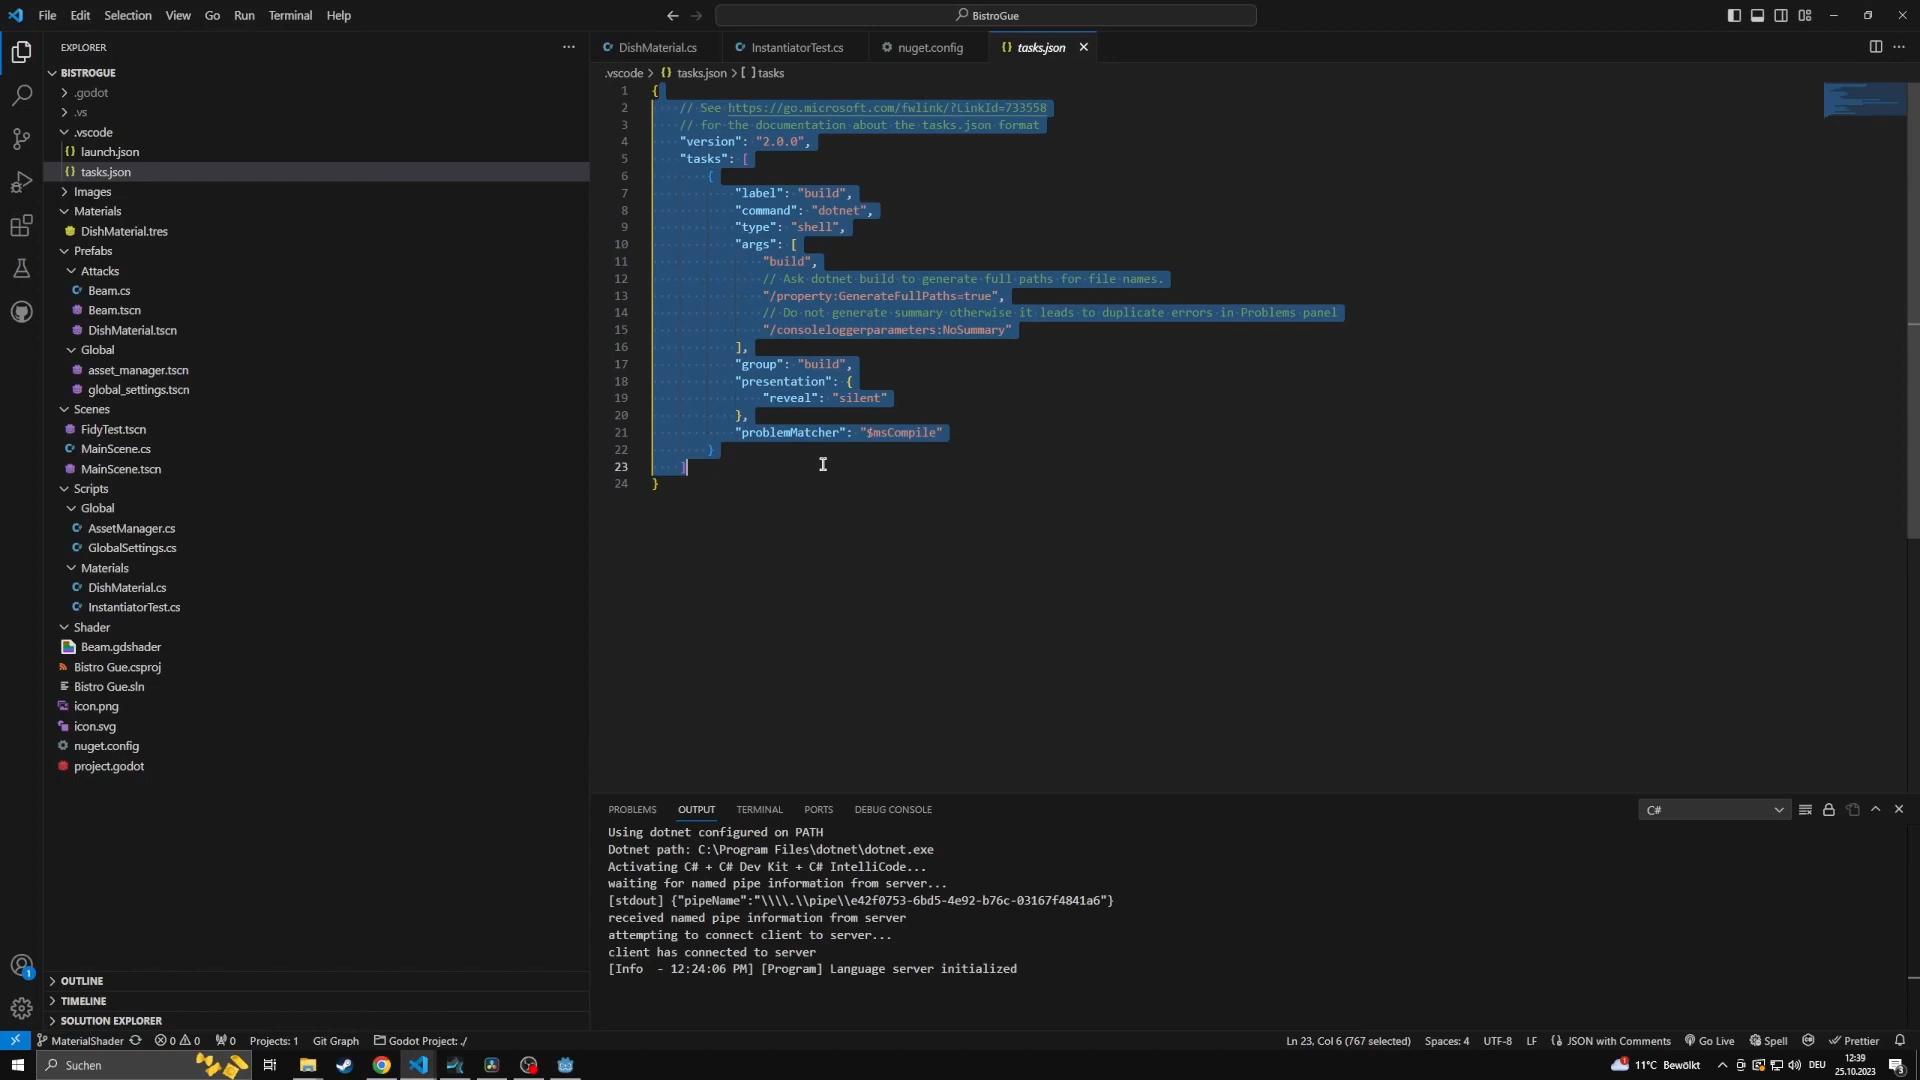 File Edit Selection View Go Run Terminal Help
BistroGue
EXPLORER
BISTROGUE
.godot
.vs
.vscode
launch.json
tasks.json
Images
Materials
DishMaterial.tres
Prefabs
Attacks
Beam.cs
Beam.tscn
DishMaterial.tscn
Global
asset_manager.tscn
global_settings.tscn
Scenes
FidyTest.tscn
MainScene.cs
MainScene.tscn
Scripts
Global
AssetManager.cs
GlobalSettings.cs
Materials
DishMaterial.cs
InstantiatorTest.cs
Shader
Beam.gdshader
Bistro Gue.csproj
Bistro Gue.sln
icon.png
icon.svg
nuget.config
project.godot
OUTLINE
TIMELINE
SOLUTION EXPLORER
DishMaterial.cs InstantiatorTest.cs nuget.config tasks.json
.vscode > tasks.json > [ ] tasks
1 {
2 // See https://go.microsoft.com/fwlink/?LinkId=733558
3 // for the documentation about the tasks.json format
4 "version": "2.0.0",
5 "tasks": [
6 {
7 "label": "build",
8 "command": "dotnet",
9 "type": "shell",
10 "args": [
11 "build",
12 // Ask dotnet build to generate full paths for file names.
13 "/property:GenerateFullPaths=true",
14 // Do not generate summary otherwise it leads to duplicate errors in Problems panel
15 "/consoleloggerparameters:NoSummary"
16 ],
17 "group": "build",
18 "presentation": {
19 "reveal": "silent"
20 },
21 "problemMatcher": "$msCompile"
22 }
23 ]
24 }
PROBLEMS OUTPUT TERMINAL PORTS DEBUG CONSOLE
C#
Using dotnet configured on PATH
Dotnet path: C:\Program Files\dotnet\dotnet.exe
Activating C# + C# Dev Kit + C# IntelliCode...
waiting for named pipe information from server...
[stdout] {"pipeName":"\\\\.\\pipe\\e42f0753-6bd5-4e92-b76c-03167f4841a6"}
received named pipe information from server
attempting to connect client to server...
client has connected to server
[Info  - 12:24:06 PM] [Program] Language server initialized
MaterialShader 0 0 0 Projects: 1 Git Graph Godot Project: ./ Ln 23, Col 6 (767 selected) Spaces: 4 UTF-8 LF JSON with Comments Go Live Spell Prettier
Suchen
11°C Bewölkt
DEU
12:39
25.10.2023
1
1
3